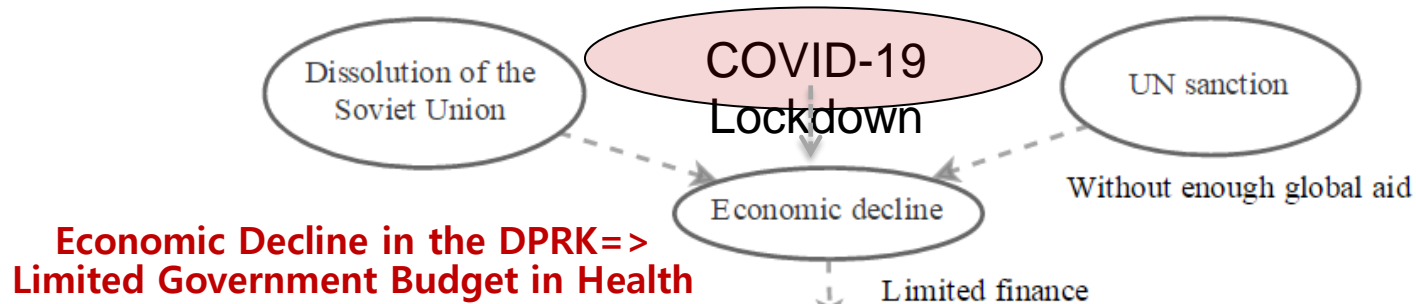 Dissolution of the
Soviet Union
COVID-19
Lockdown
UN sanction
Without enough global aid
Economic decline
Economic Decline in the DPRK=>
Limited Government Budget in Health
Limited finance